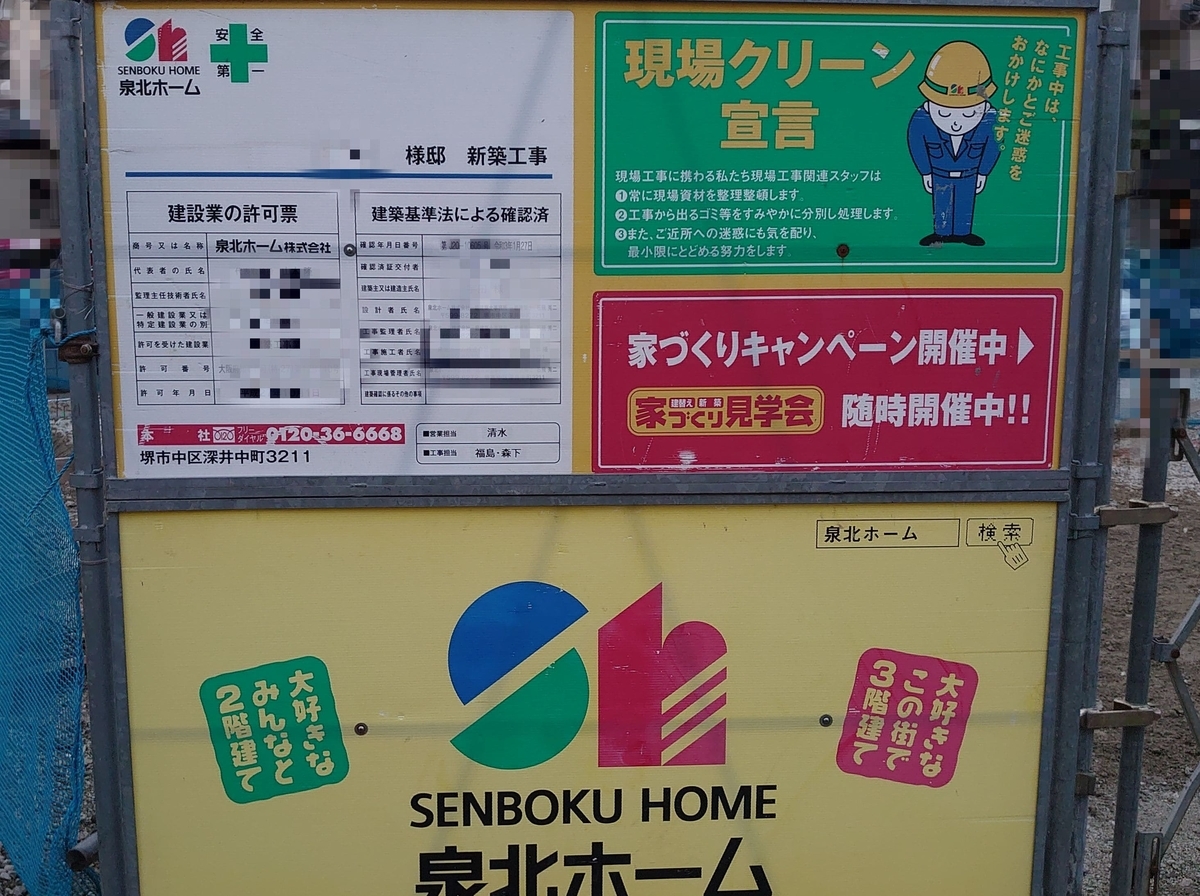 SENBOKU HOME
泉北ホーム
安全
第一
様邸 新築工事
建設業の許可票
商号又は名称 泉北ホーム株式会社
代表者の氏名
監理主任技術者氏名
一般建設業又は
特定建設業の別
許可を受けた建設業
許可番号
許可年月日
建築基準法による確認済
確認年月日番号
確認済証交付者
建築主又は建造主氏名
設計者氏名
工事監理者氏名
工事施工者氏名
工事現場管理者氏名
建築確認に係るその他の事項
本社 フリーダイヤル 0120-36-6668
堺市中区深井中町3211
■営業担当 清水
■工事担当 福島・森下
現場クリーン
宣言
工事中は、
なにかとご迷惑を
おかけします。
現場工事に携わる私たち現場工事関連スタッフは
❶常に現場資材を整理整頓します。
❷工事から出るゴミ等をすみやかに分別し処理します。
❸また、ご近所への迷惑にも気を配り、
最小限にとどめる努力をします。
家づくりキャンペーン開催中▶
建替え 新築
家づくり見学会 随時開催中!!
泉北ホーム 検索
大好きな
みんなと
2階建て
大好きな
この街で
3階建て
SENBOKU HOME
泉北ホーム